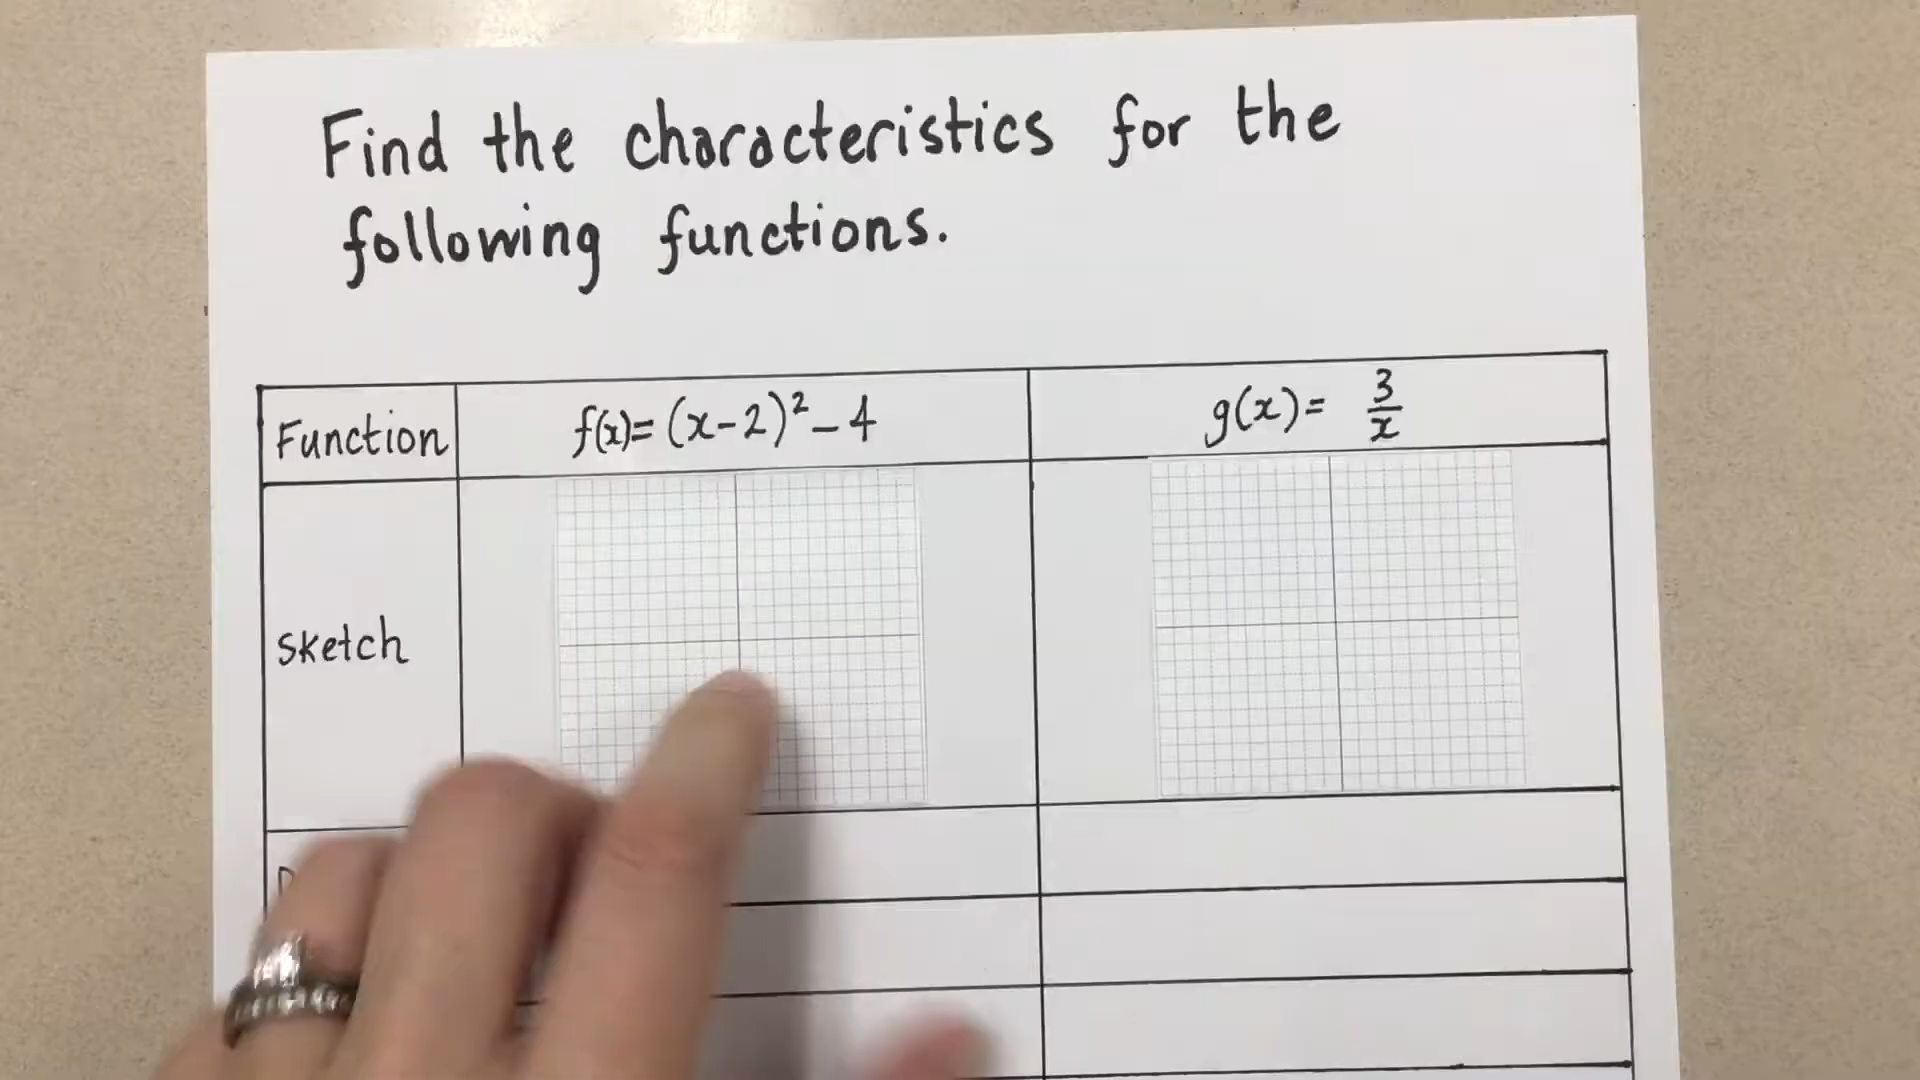 Find the characteristics for the
following functions.
Function f(x)= (x-2)² - 4 g(x)= 3/x
Sketch